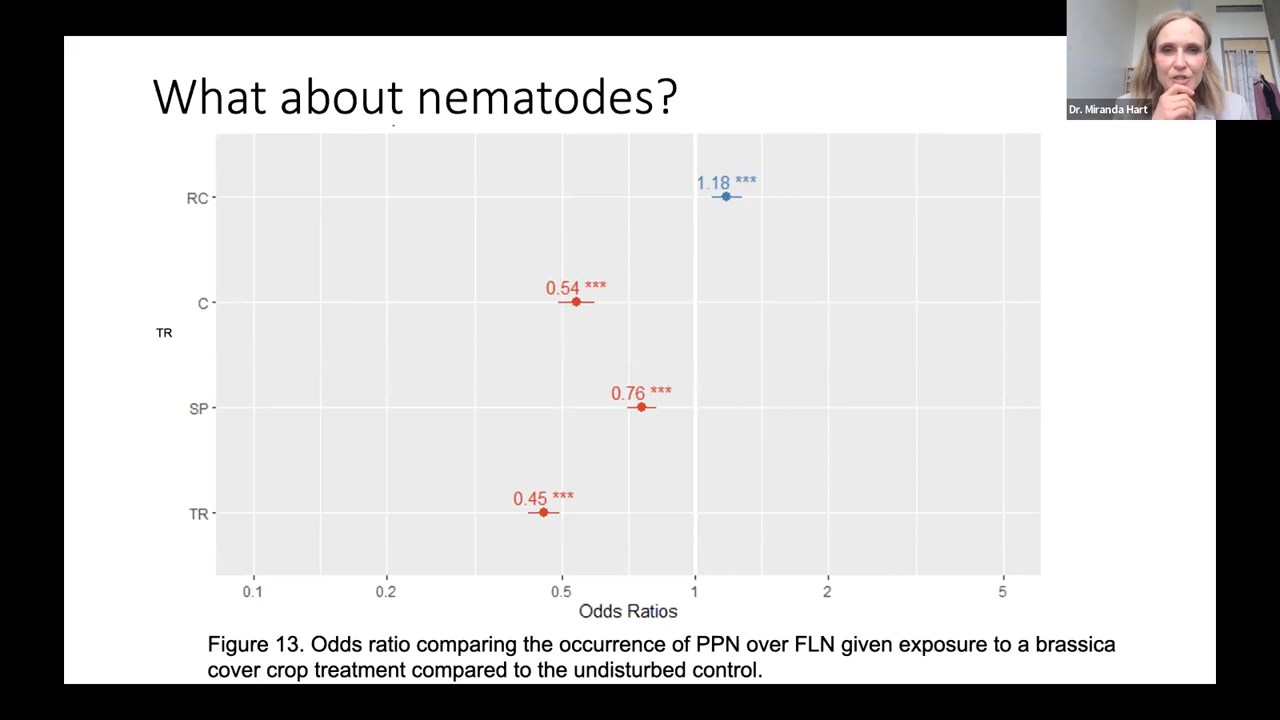 Dr. Miranda Hart
What about nematodes?
RC
1.18 ***
C
0.54 ***
TR
SP
0.76 ***
TR
0.45 ***
0.1 0.2 0.5 1 2 5
Odds Ratios
Figure 13. Odds ratio comparing the occurrence of PPN over FLN given exposure to a brassica
cover crop treatment compared to the undisturbed control.